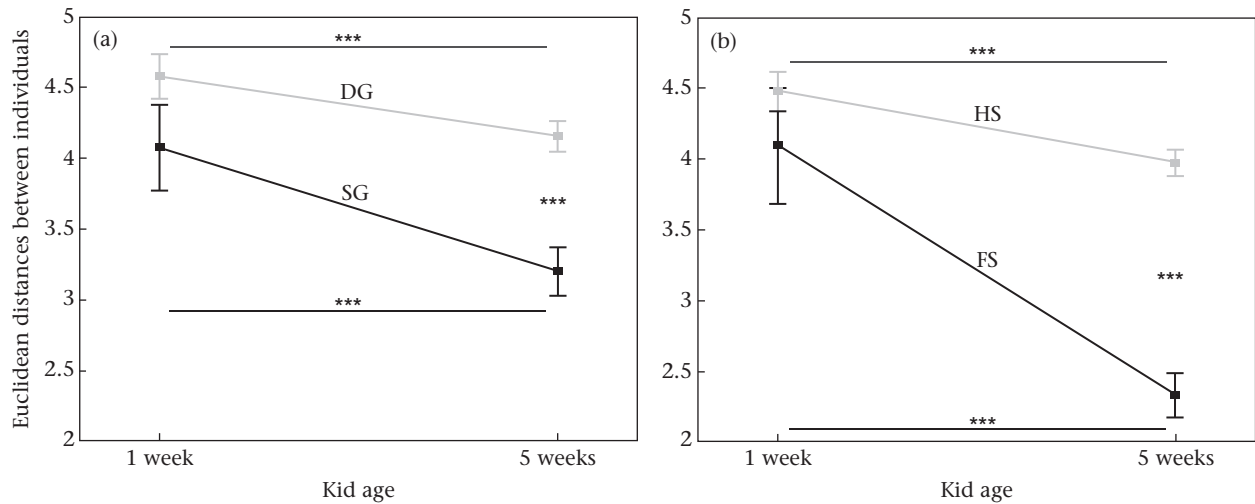 Euclidean distances between individuals
5
4.5
4
3.5
3
2.5
2
(a)
***
DG
SG
***
***
1 week
5 weeks
Kid age
5
4.5
4
3.5
3
2.5
2
(b)
***
HS
FS
***
***
1 week
5 weeks
Kid age